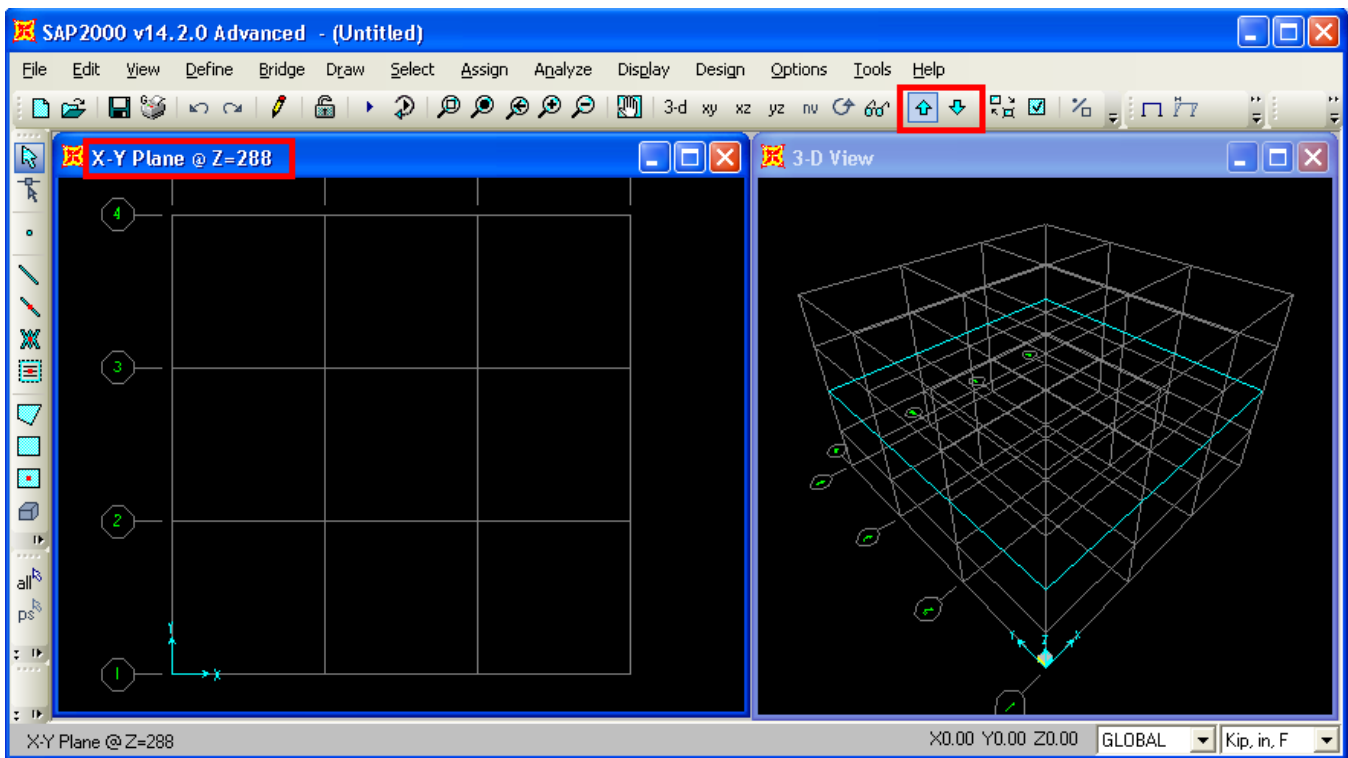 SAP2000 v14.2.0 Advanced - (Untitled)
File Edit View Define Bridge Draw Select Assign Analyze Display Design Options Tools Help
3-d xy xz yz nv
X-Y Plane @ Z=288
3-D View
4
3
2
1
Y
X
Y Z X
all
ps
X-Y Plane @ Z=288
X0.00 Y0.00 Z0.00
GLOBAL
Kip, in, F